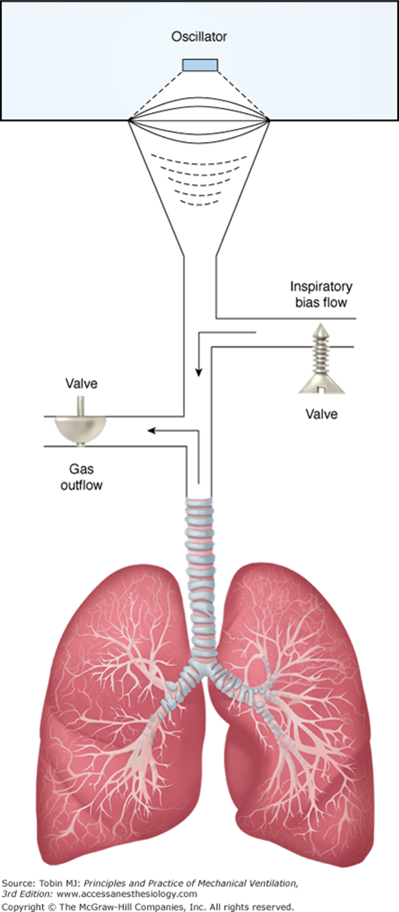 Oscillator
Inspiratory
bias flow
Valve
Valve
Gas
outflow
Source: Tobin MJ: Principles and Practice of Mechanical Ventilation,
3rd Edition: www.accessanesthesiology.com
Copyright © The McGraw-Hill Companies, Inc. All rights reserved.